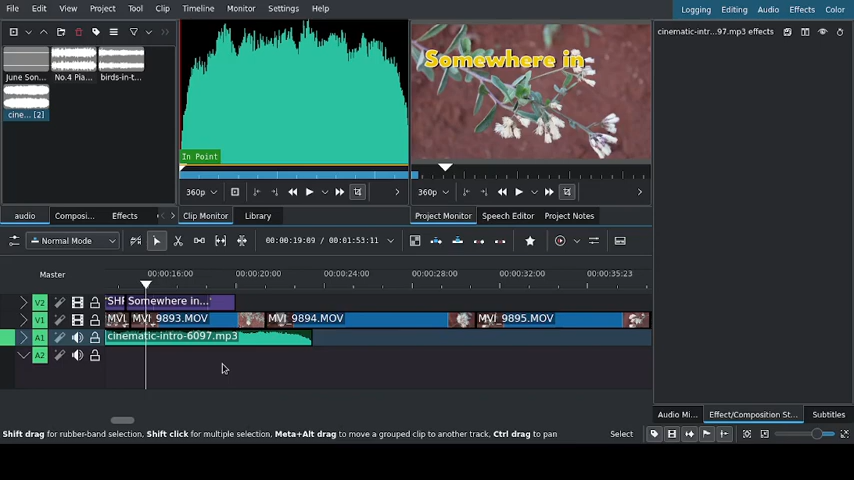 File Edit View Project Tool Clip Timeline Monitor Settings Help
Logging Editing Audio Effects Color
June Son... No.4 Pia... birds-in-t...
cine... [2]
In Point
Somewhere in
cinematic-intr...97.mp3 effects
360p
360p
audio Composi... Effects Clip Monitor Library Project Monitor Speech Editor Project Notes
Normal Mode 00:00:19:09 / 00:01:53:11
Master 00:00:16:00 00:00:20:00 00:00:24:00 00:00:28:00 00:00:32:00 00:00:35:23
V2 Somewhere in..."
V1 MVI_9893.MOV MVI_9894.MOV MVI_9895.MOV
A1 cinematic-intro-6097.mp3
A2
Audio Mi... Effect/Composition St... Subtitles
Shift drag for rubber-band selection, Shift click for multiple selection, Meta+Alt drag to move a grouped clip to another track, Ctrl drag to pan Select